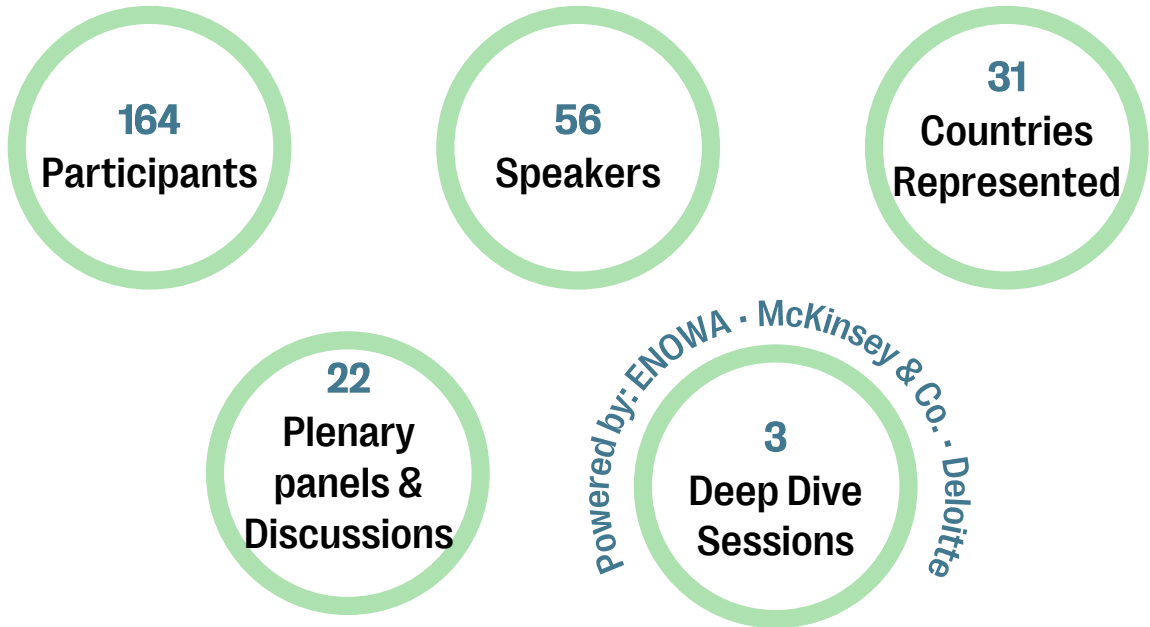 164
Participants
56
Speakers
31
Countries
Represented
22
Plenary
panels &
Discussions
Powered by: ENOWA · McKinsey & Co. · Deloitte
3
Deep Dive
Sessions